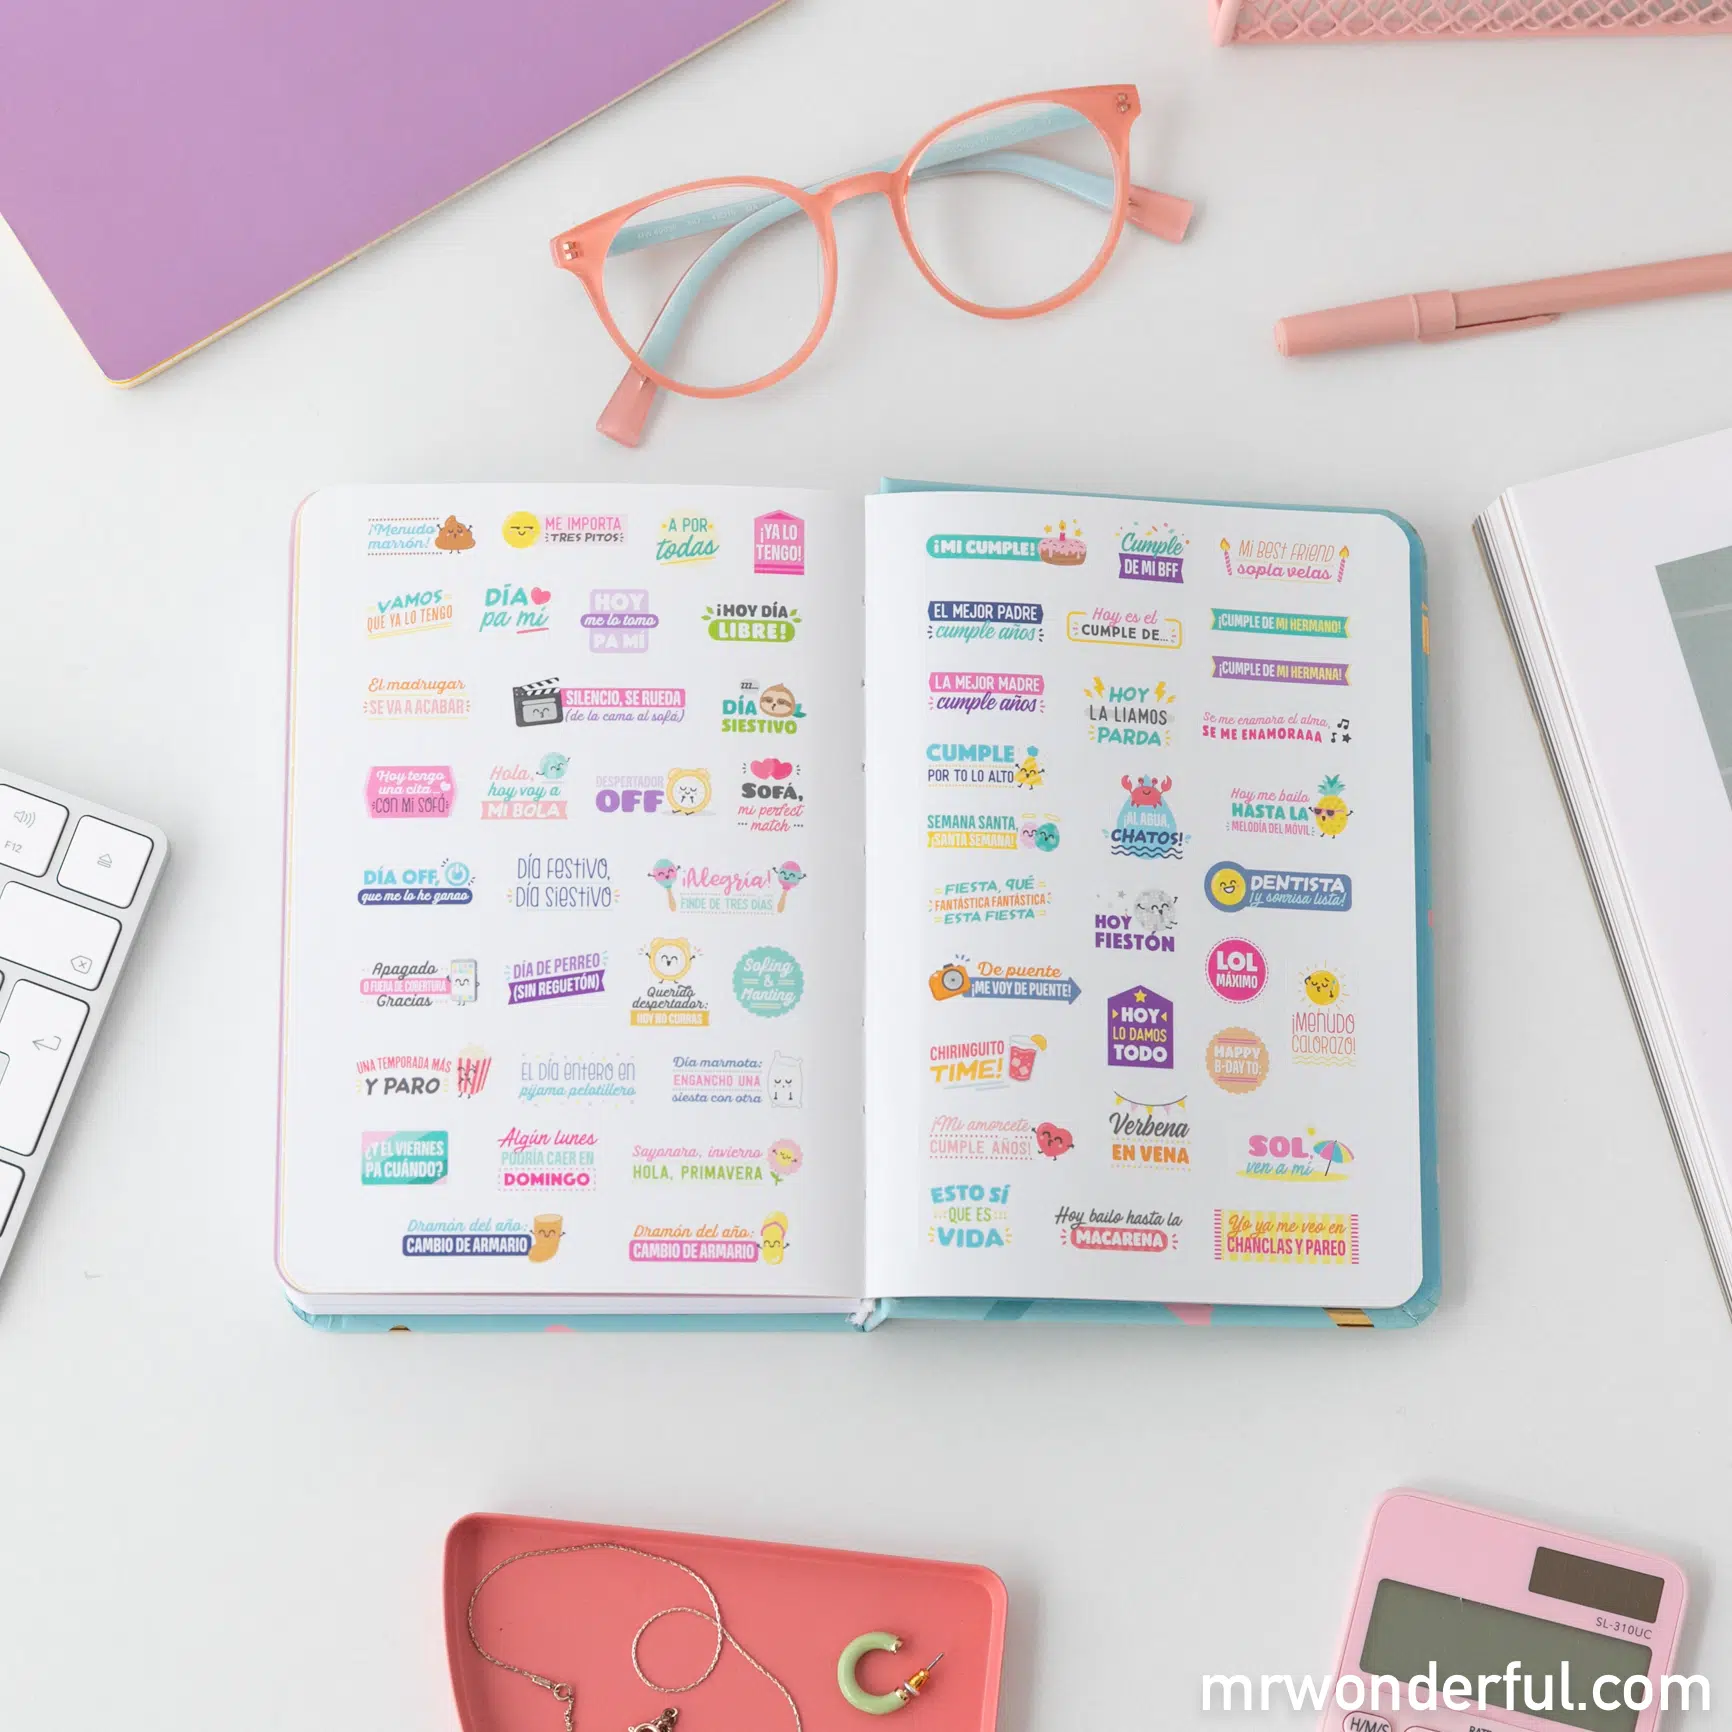 ¡Menudo
marrón!
ME IMPORTA
TRES PITOS
A POR
todas
¡YA LO
TENGO!
VAMOS
QUE YA LO TENGO
DÍA
pa mí
HOY
me lo tomo
PA MÍ
¡HOY DÍA
LIBRE!
El madrugar
SE VA A ACABAR
SILENCIO, SE RUEDA
(de la cama al sofá)
ZZZ...
DÍA
SIESTIVO
Hoy tengo
una cita...
CON MI SOFÁ
Hola,
hoy voy a
MI BOLA
DESPERTADOR
OFF
SOFÁ,
mi perfect
match
DÍA OFF,
que me lo he ganao
DÍA FESTIVO,
DÍA SIESTIVO
¡Alegría!
FINDE DE TRES DÍAS
Apagado
O FUERA DE COBERTURA
Gracias
DÍA DE PERREO
(SIN REGUETÓN)
Querido
despertador:
HOY NO CURRAS
Sofing
&
Manting
UNA TEMPORADA MÁS
Y PARO
EL DÍA ENTERO EN
pijama pelotillero
Día marmota:
ENGANCHO UNA
siesta con otra
¿Y EL VIERNES
PA CUÁNDO?
Algún lunes
PODRÍA CAER EN
DOMINGO
Sayonara, invierno
HOLA, PRIMAVERA
Dramón del año:
CAMBIO DE ARMARIO
Dramón del año:
CAMBIO DE ARMARIO
¡MI CUMPLE!
Cumple
DE MI BFF
MI BEST FRIEND
sopla velas
EL MEJOR PADRE
cumple años
Hoy es el
CUMPLE DE...
¡CUMPLE DE MI HERMANO!
¡CUMPLE DE MI HERMANA!
LA MEJOR MADRE
cumple años
HOY
LA LIAMOS
PARDA
Se me enamora el alma,
SE ME ENAMORAAA
CUMPLE
POR TO LO ALTO
¡AL AGUA,
CHATOS!
Hoy me bailo
HASTA LA
MELODÍA DEL MÓVIL
SEMANA SANTA,
¡SANTA SEMANA!
FIESTA, QUÉ
FANTÁSTICA FANTÁSTICA
ESTA FIESTA
HOY
FIESTÓN
DENTISTA
¡y sonrisa lista!
De puente
¡ME VOY DE PUENTE!
LOL
MÁXIMO
HOY
LO DAMOS
TODO
¡MENUDO
CALORAZO!
CHIRINGUITO
TIME!
HAPPY
B-DAY TO:
¡Mi amorcete
CUMPLE AÑOS!
Verbena
EN VENA
SOL,
ven a mí
ESTO SÍ
QUE ES
VIDA
Hoy bailo hasta la
MACARENA
Yo ya me veo en
CHANCLAS Y PAREO
F12
SL-310UC
H/M/S
mrwonderful.com